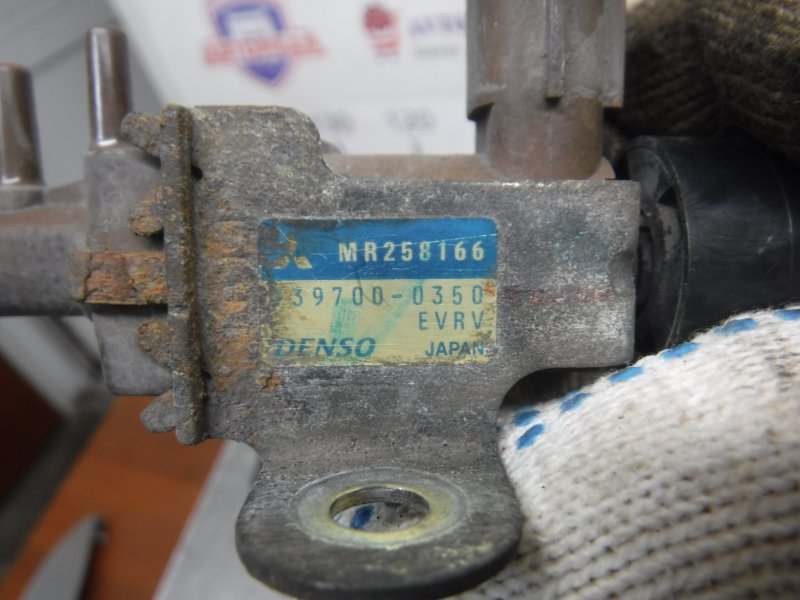 MR258166
39700-0350
EVRV
DENSO JAPAN